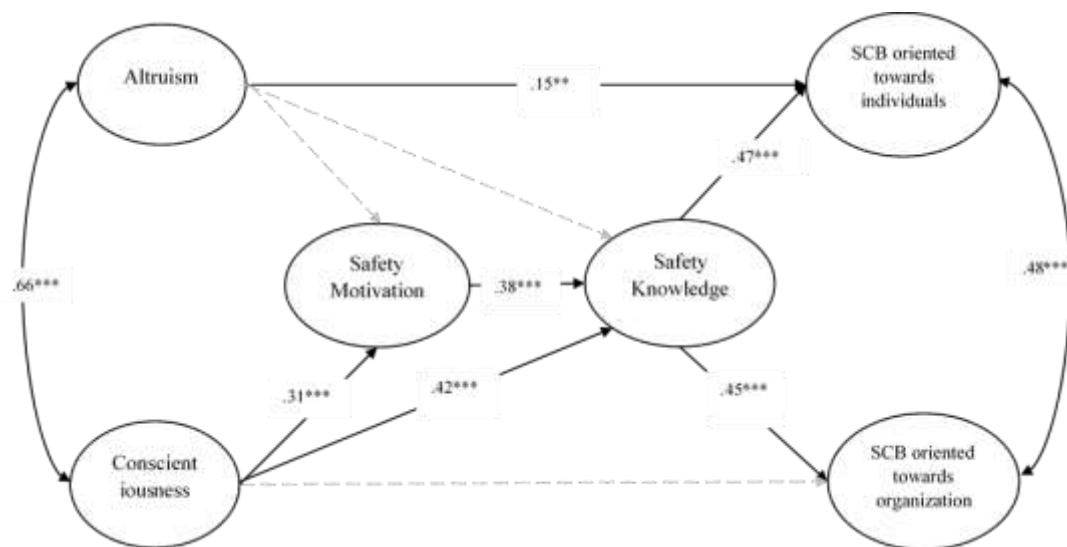 Altruism
SCB oriented
towards
individuals
.15**
.47***
Safety
Motivation
.38***
Safety
Knowledge
.66***
.48***
.31***
.42***
.45***
Conscient
iousness
SCB oriented
towards
organization